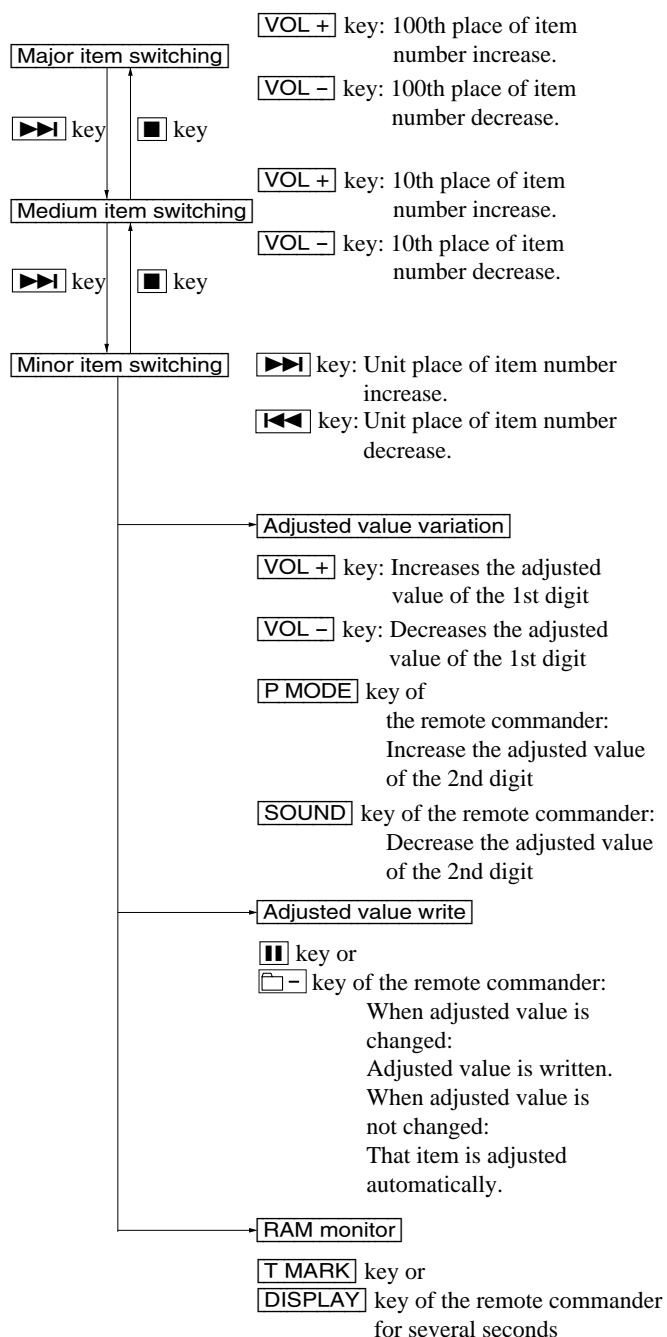 VOL + key: 100th place of item
number increase.
Major item switching
VOL – key: 100th place of item
number decrease.
▶▶I key ■ key
VOL + key: 10th place of item
number increase.
Medium item switching
VOL – key: 10th place of item
number decrease.
▶▶I key ■ key
Minor item switching
▶▶I key: Unit place of item number
increase.
I◀◀ key: Unit place of item number
decrease.
Adjusted value variation
VOL + key: Increases the adjusted
value of the 1st digit
VOL – key: Decreases the adjusted
value of the 1st digit
P MODE key of
the remote commander:
Increase the adjusted value
of the 2nd digit
SOUND key of the remote commander:
Decrease the adjusted value
of the 2nd digit
Adjusted value write
II key or
– key of the remote commander:
When adjusted value is
changed:
Adjusted value is written.
When adjusted value is
not changed:
That item is adjusted
automatically.
RAM monitor
T MARK key or
DISPLAY key of the remote commander
for several seconds